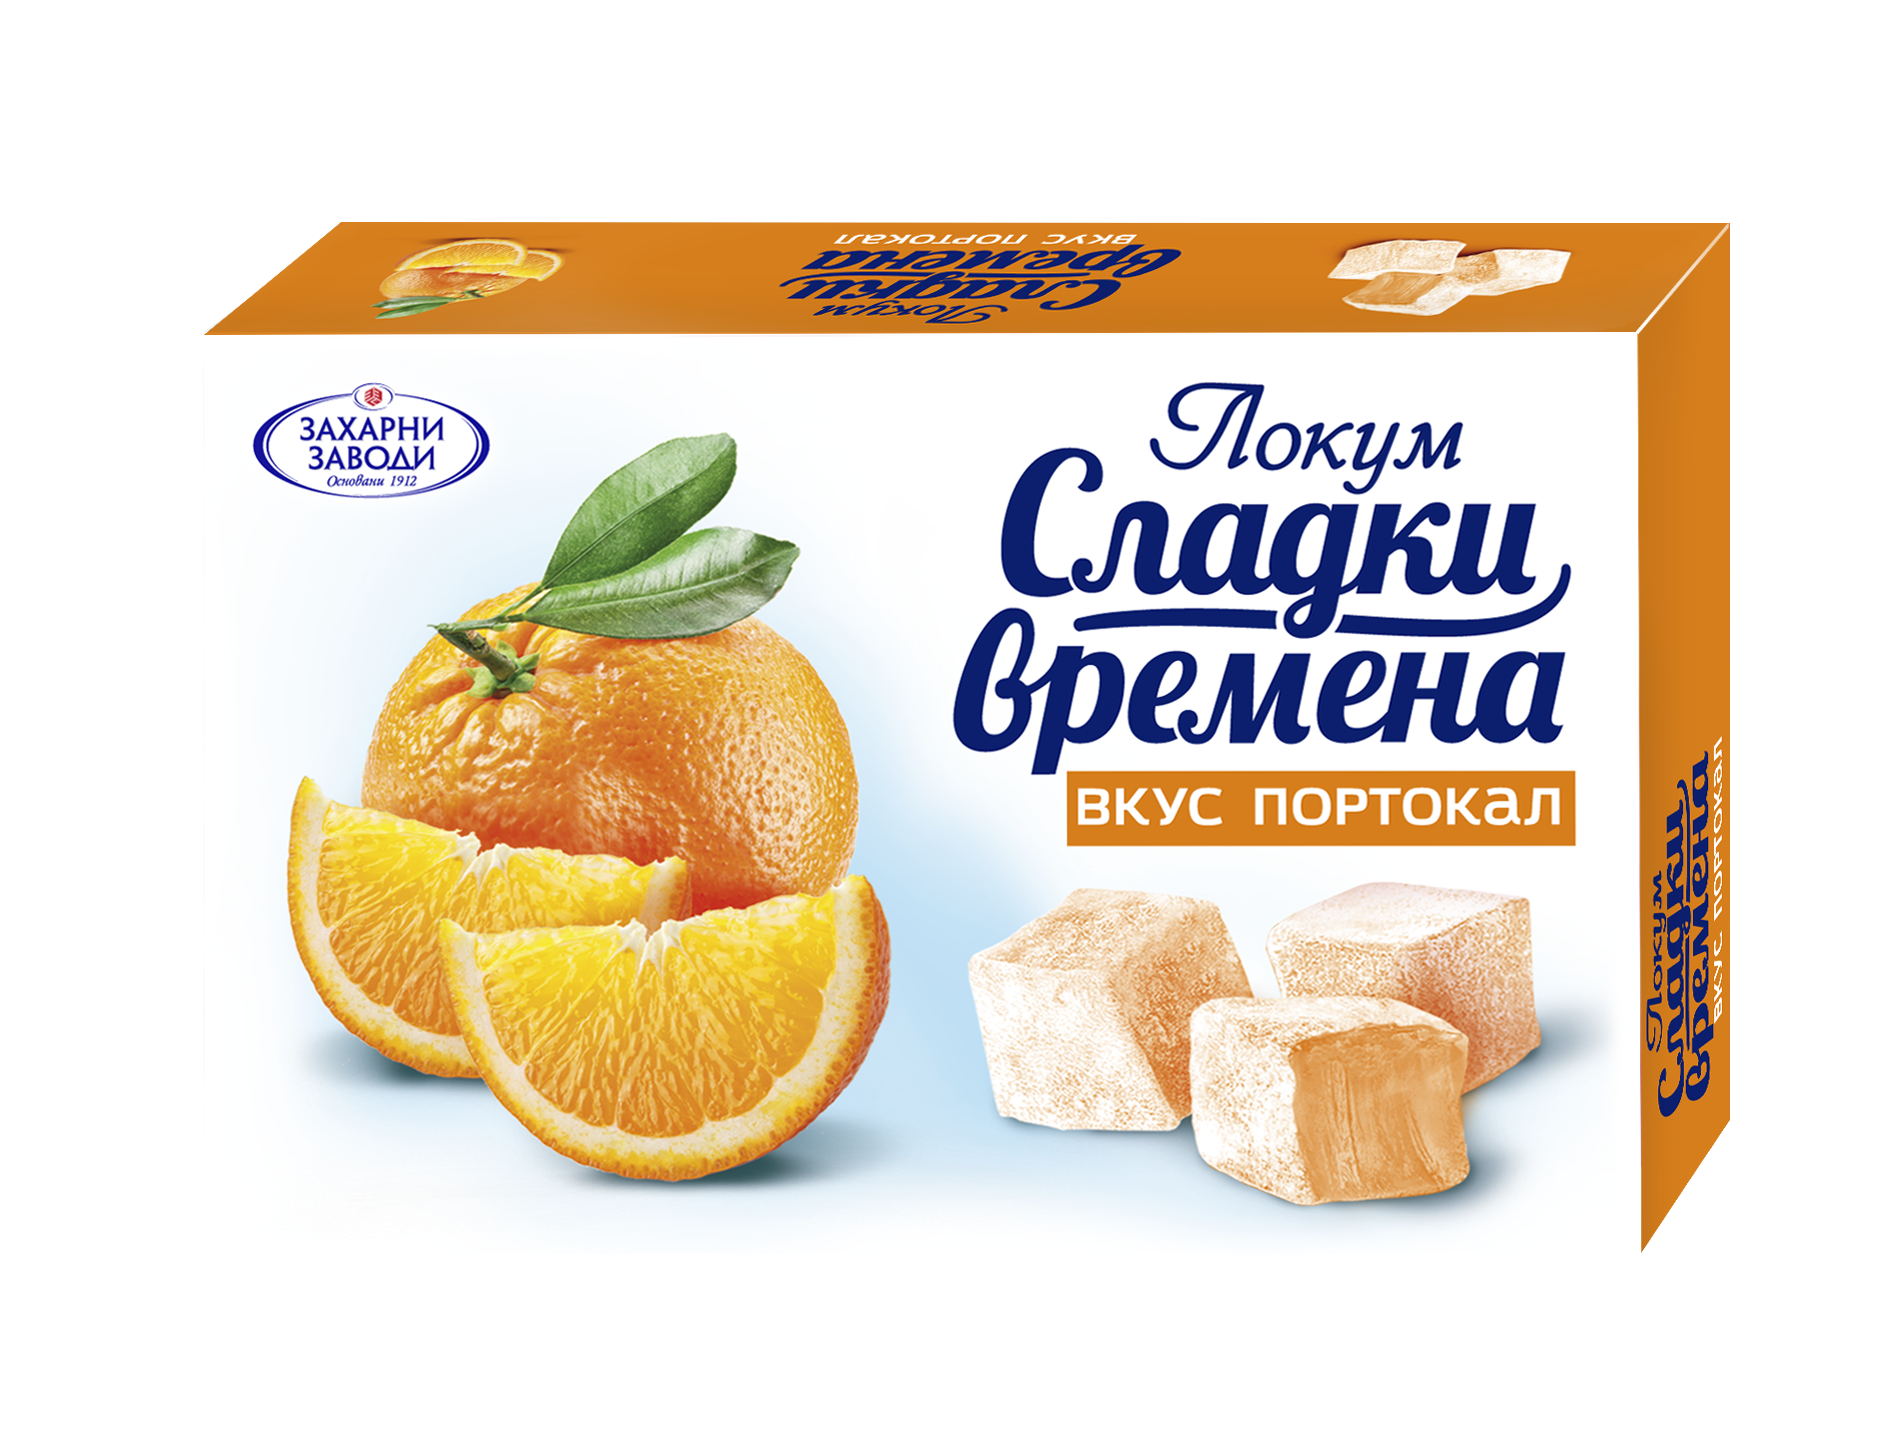 вкус портокал
Сладки
времена
Локум
ЗАХАРНИ
ЗАВОДИ
Основани 1912
Локум
Сладки
времена
вкус портокал
Локум
Сладки
времена
вкус портокал